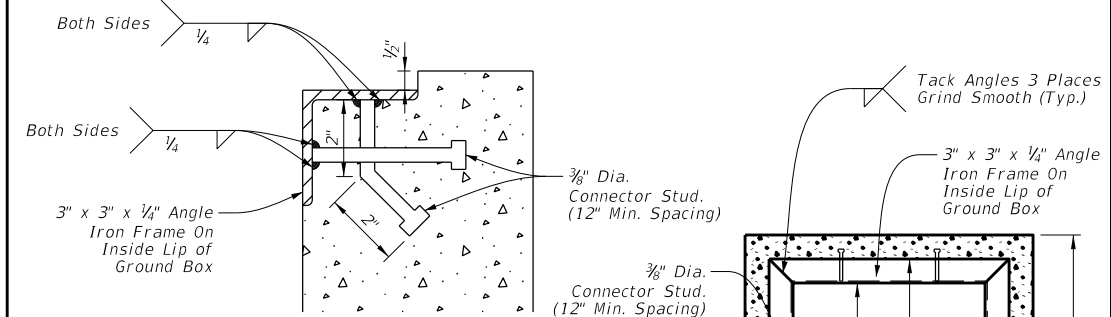 Both Sides
1/4
1/2"
Both Sides
1/4
2"
2"
3/8" Dia.
Connector Stud.
(12" Min. Spacing)
3" x 3" x 1/4" Angle
Iron Frame On
Inside Lip of
Ground Box
Tack Angles 3 Places
Grind Smooth (Typ.)
3" x 3" x 1/4" Angle
Iron Frame On
Inside Lip of
Ground Box
3/8" Dia.
Connector Stud.
(12" Min. Spacing)